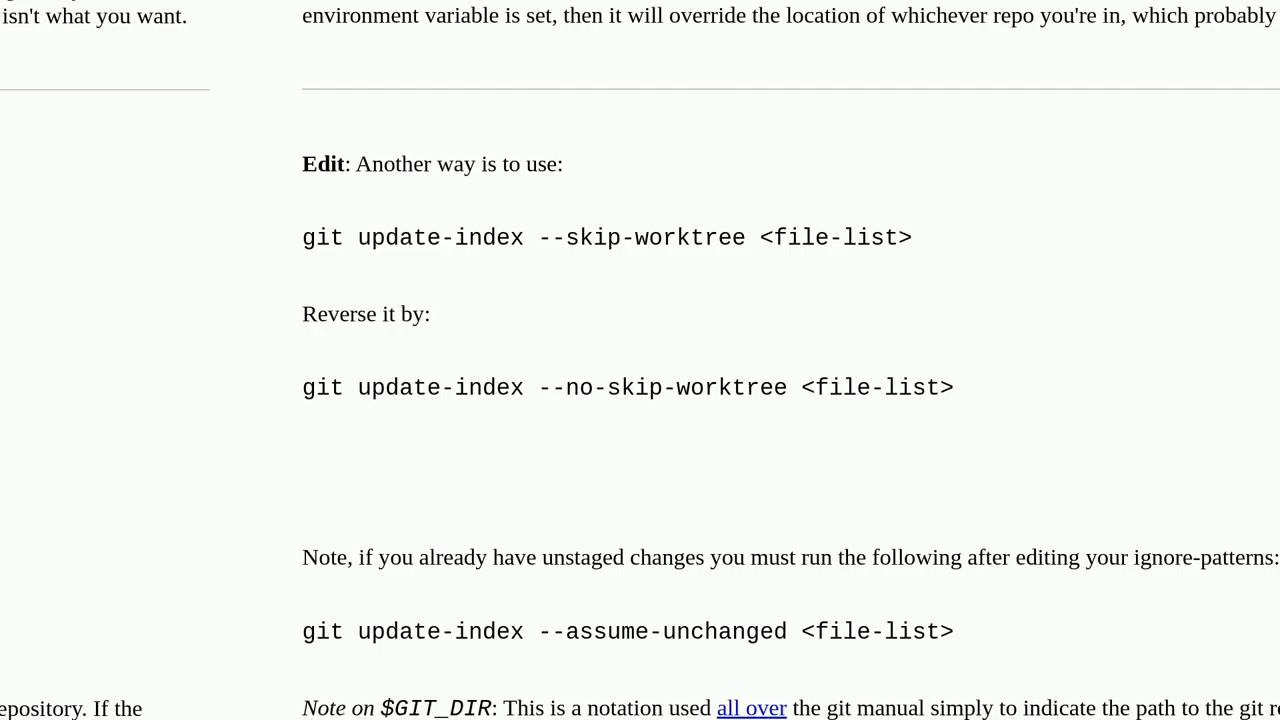 isn't what you want.
environment variable is set, then it will override the location of whichever repo you're in, which probably
Edit: Another way is to use:
git update-index --skip-worktree <file-list>
Reverse it by:
git update-index --no-skip-worktree <file-list>
Note, if you already have unstaged changes you must run the following after editing your ignore-patterns:
git update-index --assume-unchanged <file-list>
epository. If the
Note on $GIT_DIR: This is a notation used all over the git manual simply to indicate the path to the git re